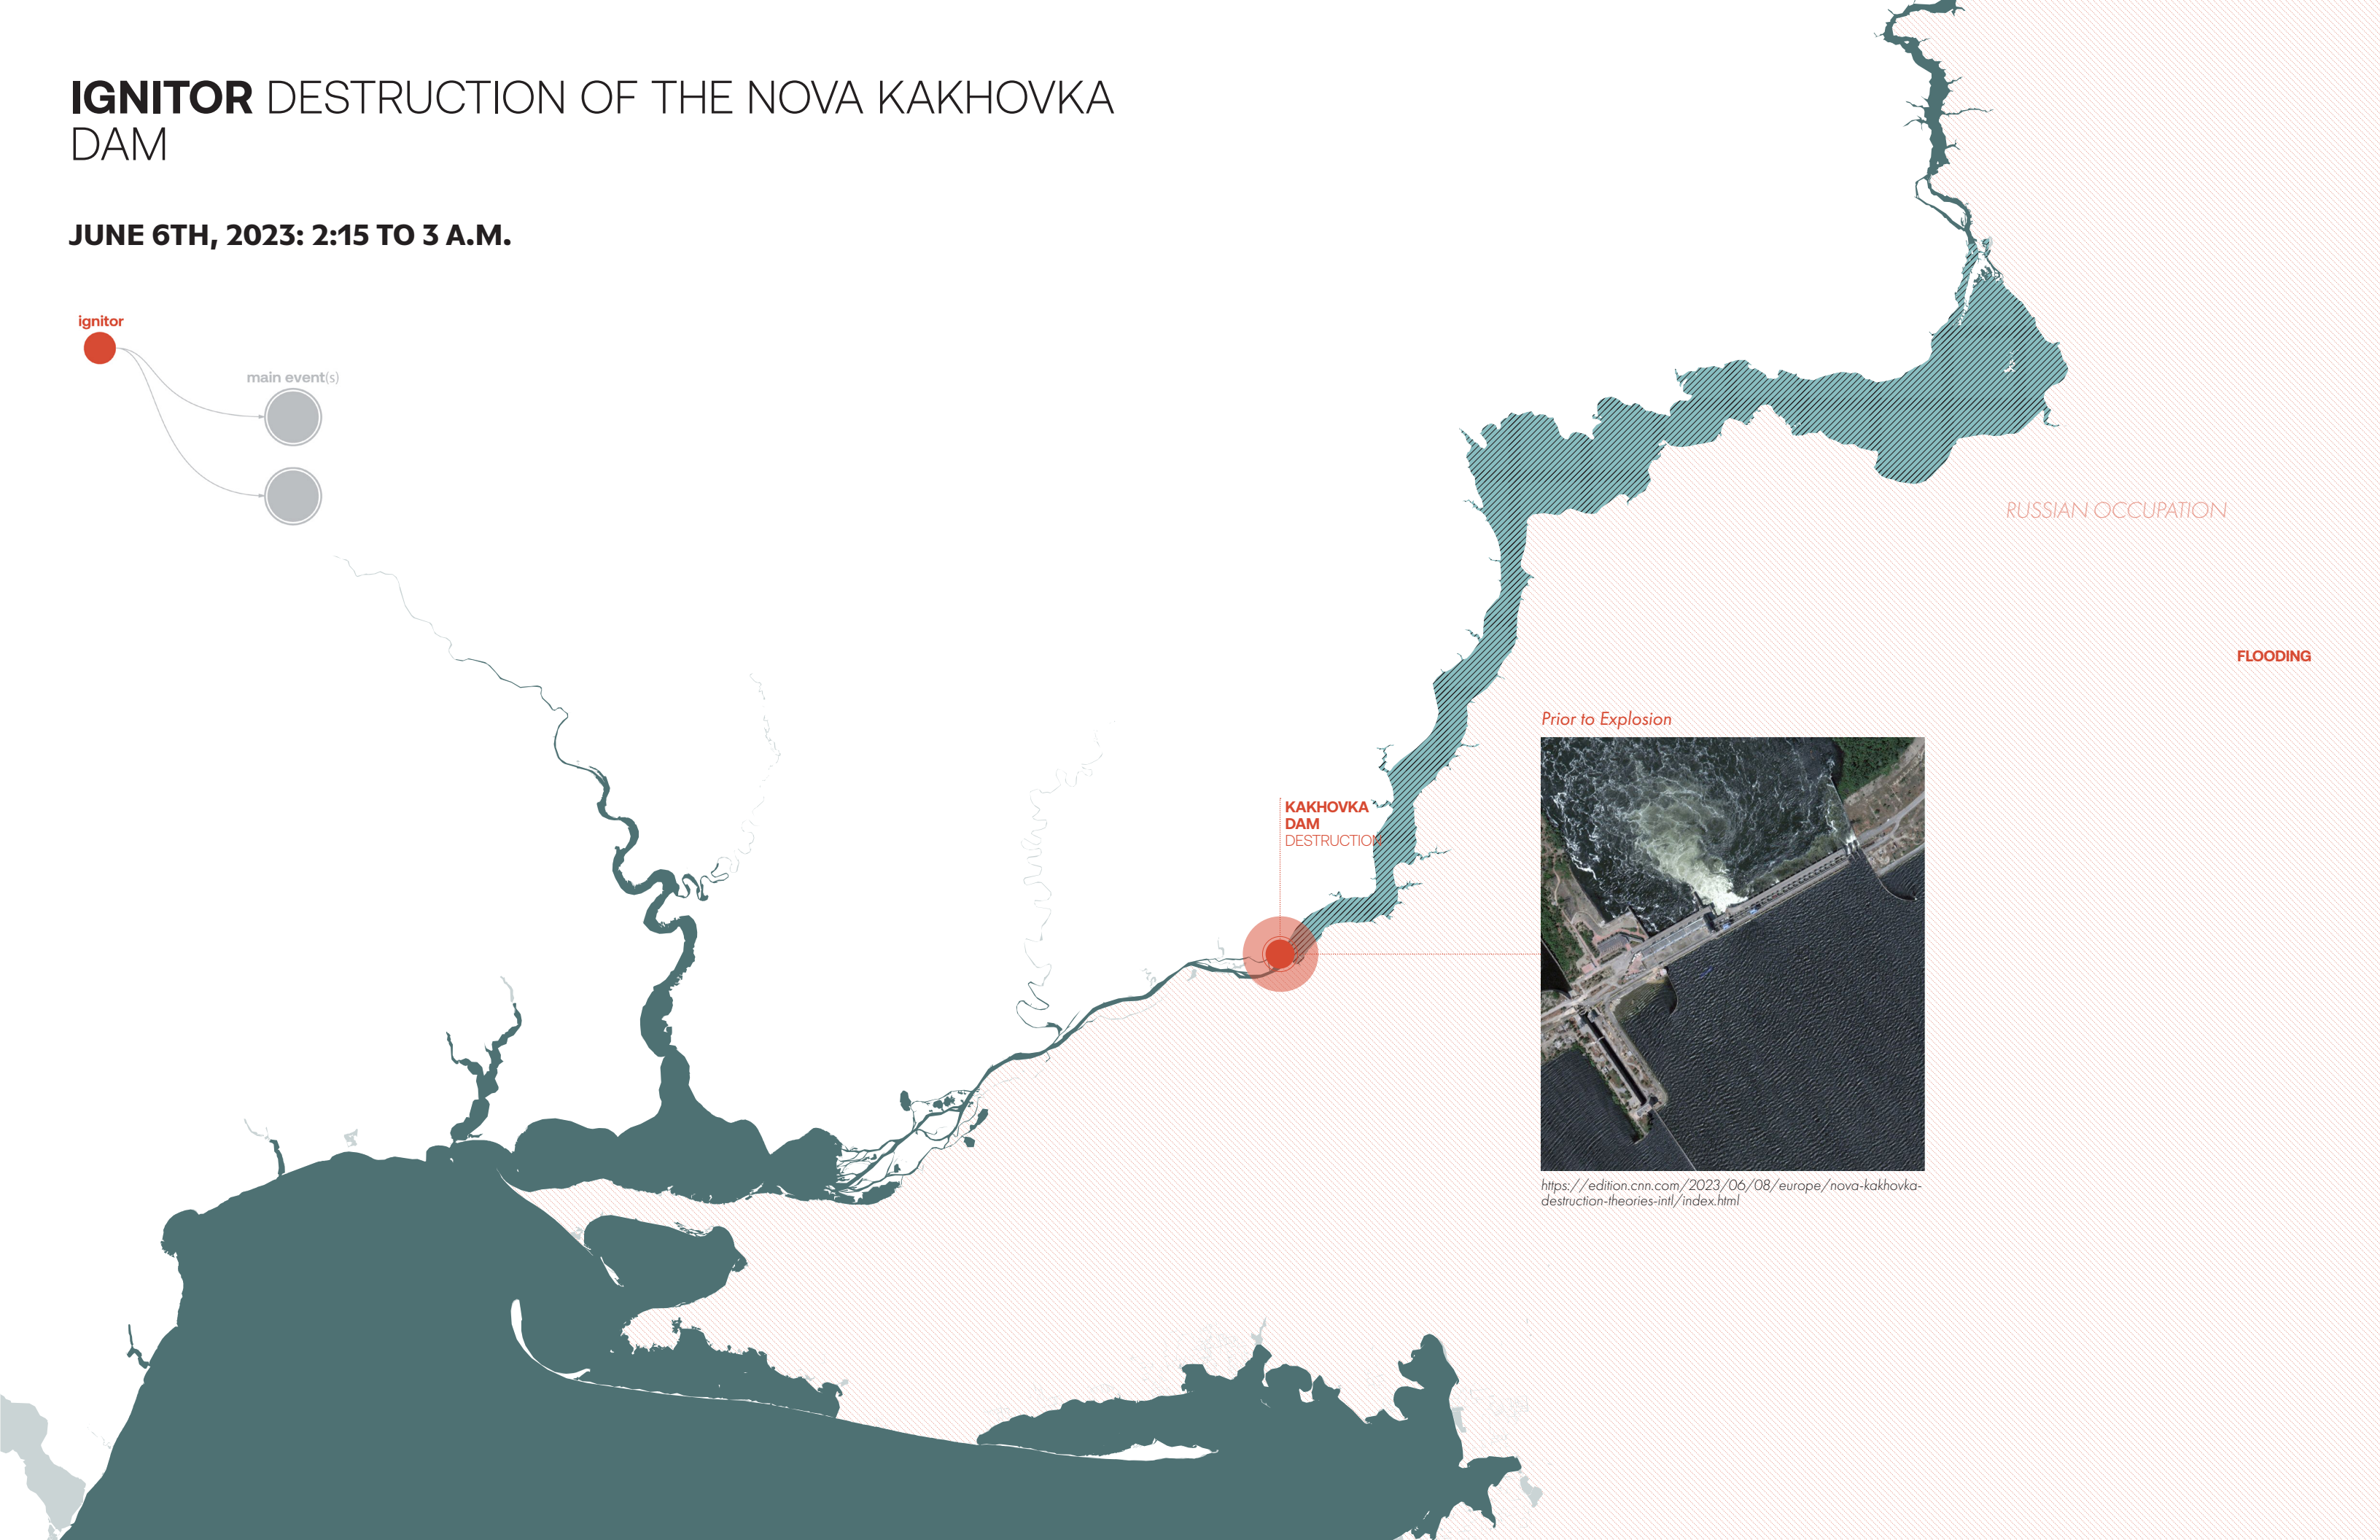 IGNITOR DESTRUCTION OF THE NOVA KAKHOVKA
DAM
JUNE 6TH, 2023: 2:15 TO 3 A.M.
ignitor
main event(s)
RUSSIAN OCCUPATION
FLOODING
Prior to Explosion
KAKHOVKA
DAM
DESTRUCTION
https://edition.cnn.com/2023/06/08/europe/nova-kakhovka-
destruction-theories-intl/index.html